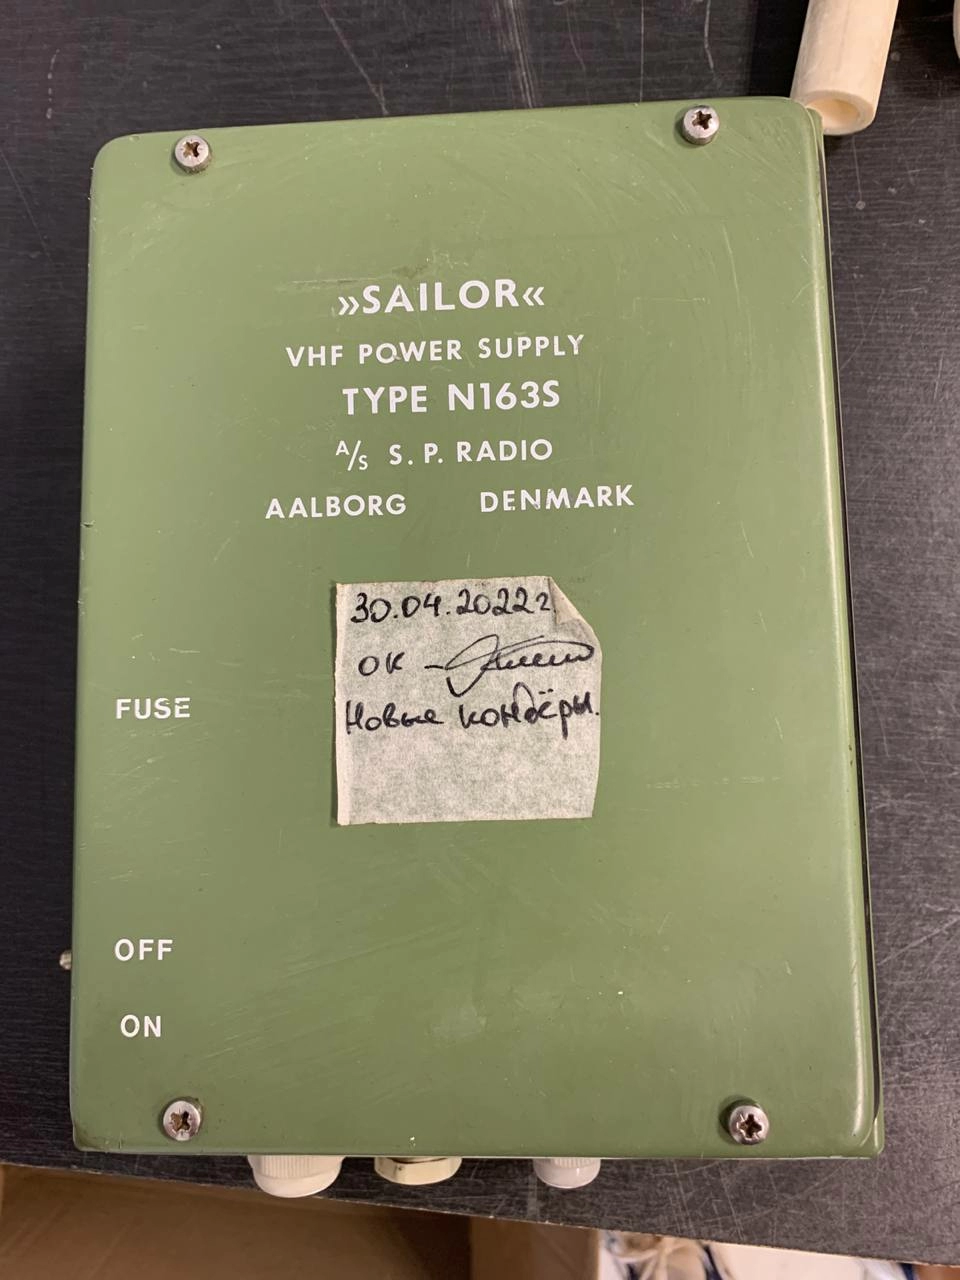 »SAILOR«
VHF POWER SUPPLY
TYPE N163S
A/S S. P. RADIO
AALBORG DENMARK
30.04.2022г.
ОК –
Новые кондёры.
FUSE
OFF
ON